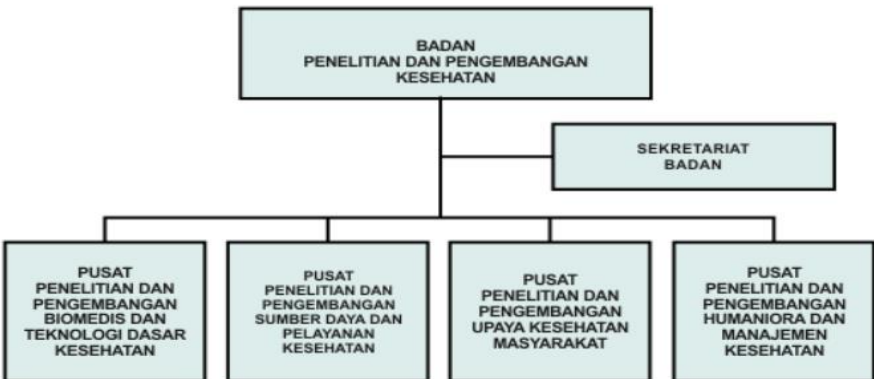 BADAN
PENELITIAN DAN PENGEMBANGAN
KESEHATAN
SEKRETARIAT
BADAN
PUSAT
PENELITIAN DAN
PENGEMBANGAN
BIOMEDIS DAN
TEKNOLOGI DASAR
KESEHATAN
PUSAT
PENELITIAN DAN
PENGEMBANGAN
SUMBER DAYA DAN
PELAYANAN
KESEHATAN
PUSAT
PENELITIAN DAN
PENGEMBANGAN
UPAYA KESEHATAN
MASYARAKAT
PUSAT
PENELITIAN DAN
PENGEMBANGAN
HUMANIORA DAN
MANAJEMEN
KESEHATAN